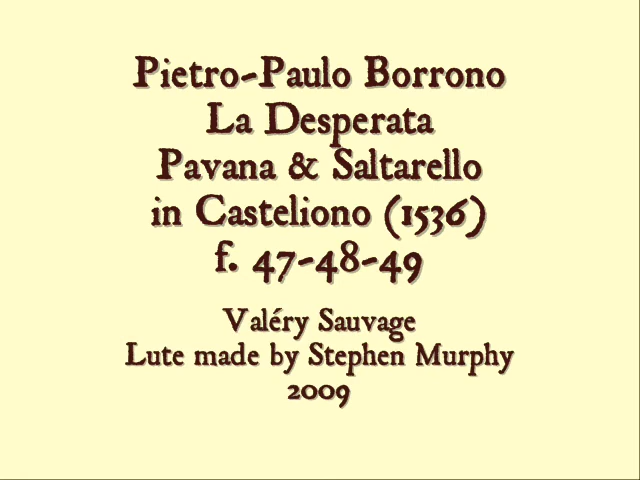 Pietro-Paulo Borrono
La Desperata
Pavana & Saltarello
in Casteliono (1536)
f. 47-48-49
Valéry Sauvage
Lute made by Stephen Murphy
2009